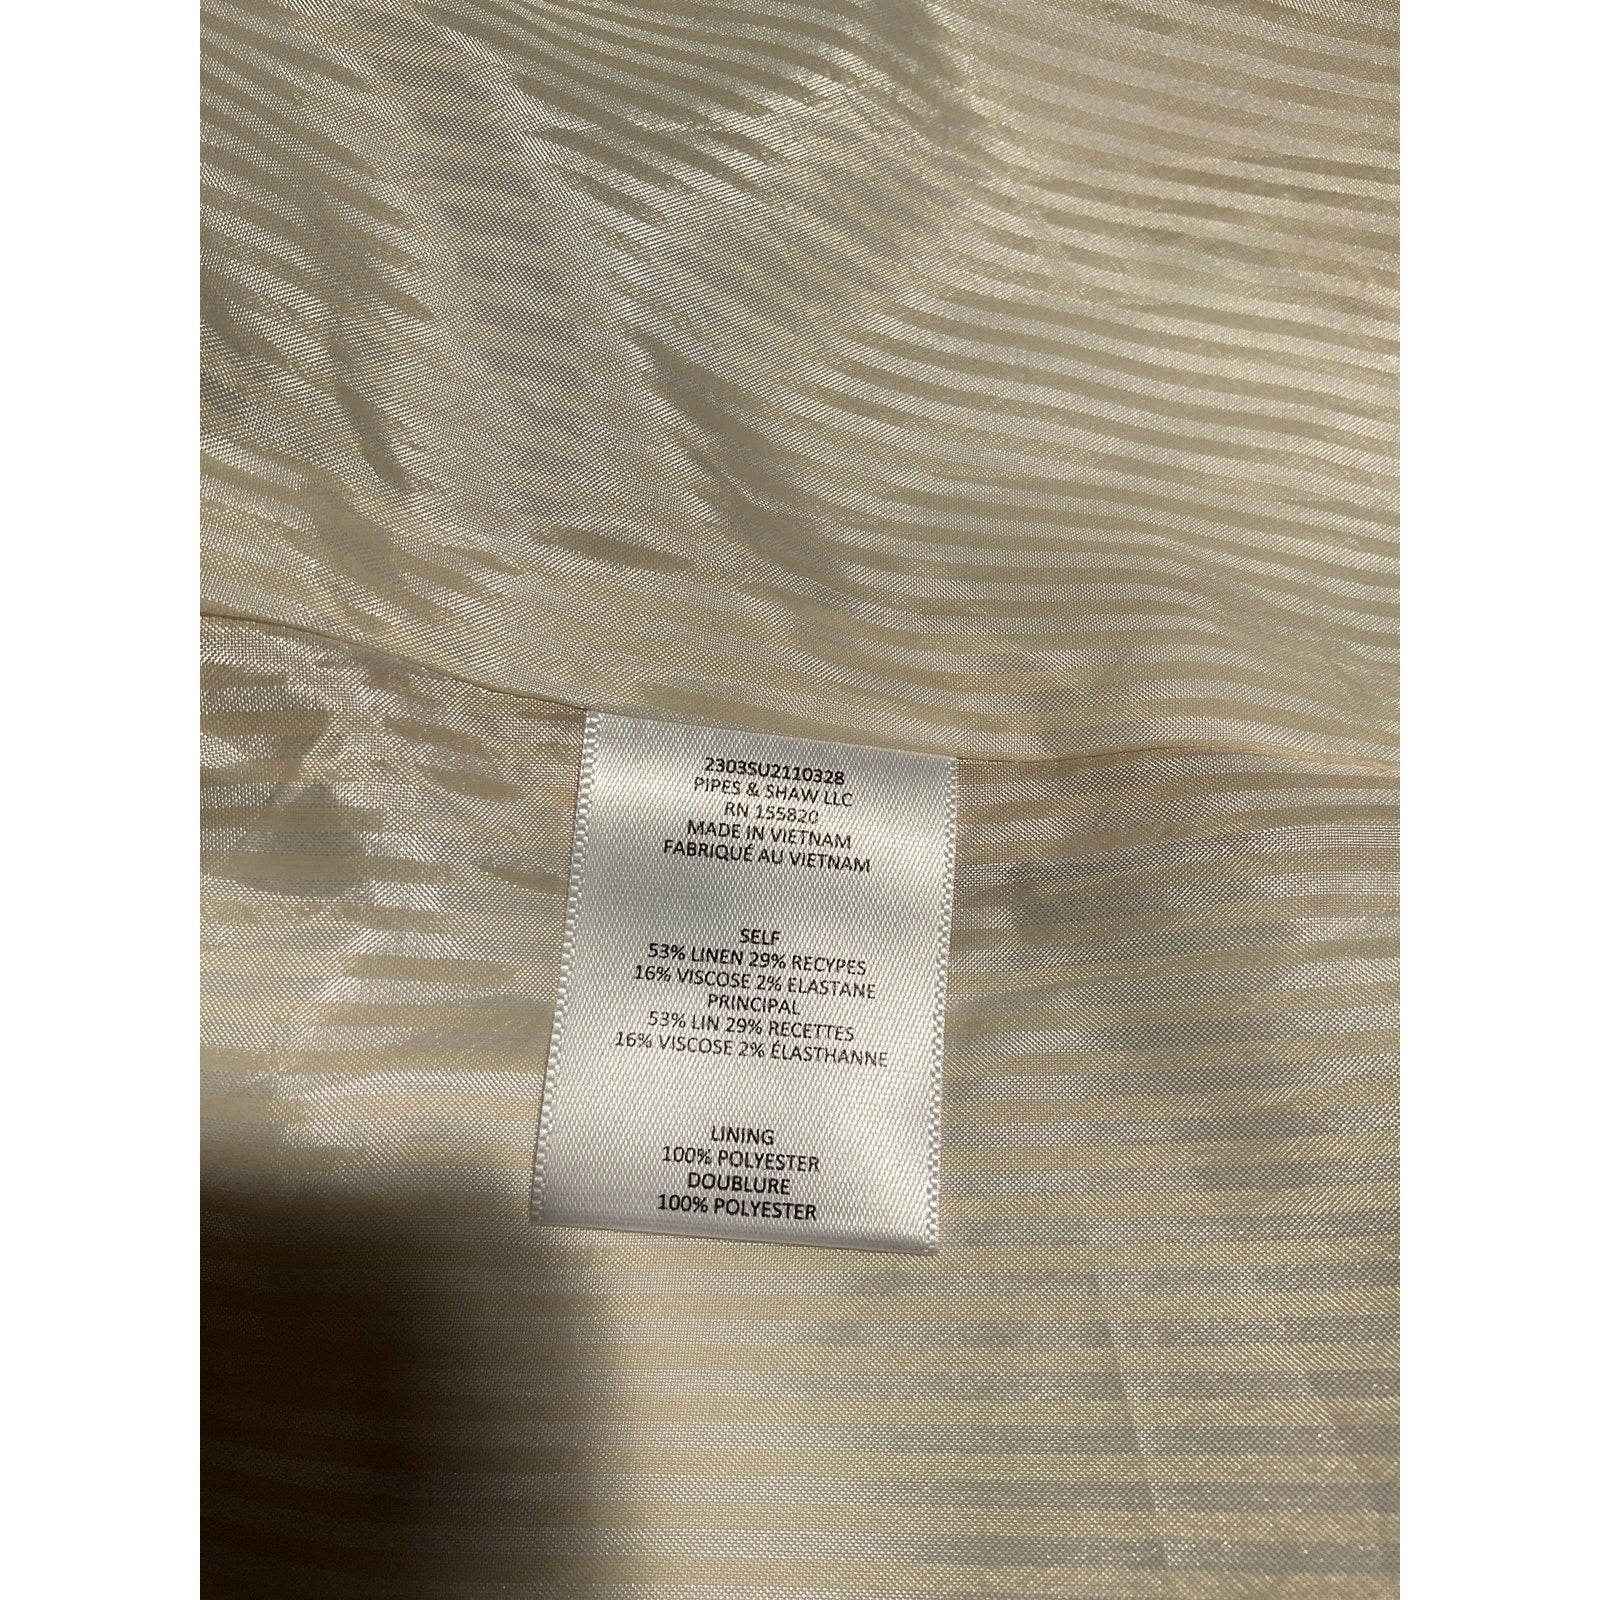 2303SU2110328
PIPES & SHAW LLC
RN 155820
MADE IN VIETNAM
FABRIQUÉ AU VIETNAM
SELF
53% LINEN 29% RECYPES
16% VISCOSE 2% ELASTANE
PRINCIPAL
53% LIN 29% RECETTES
16% VISCOSE 2% ÉLASTHANNE
LINING
100% POLYESTER
DOUBLURE
100% POLYESTER